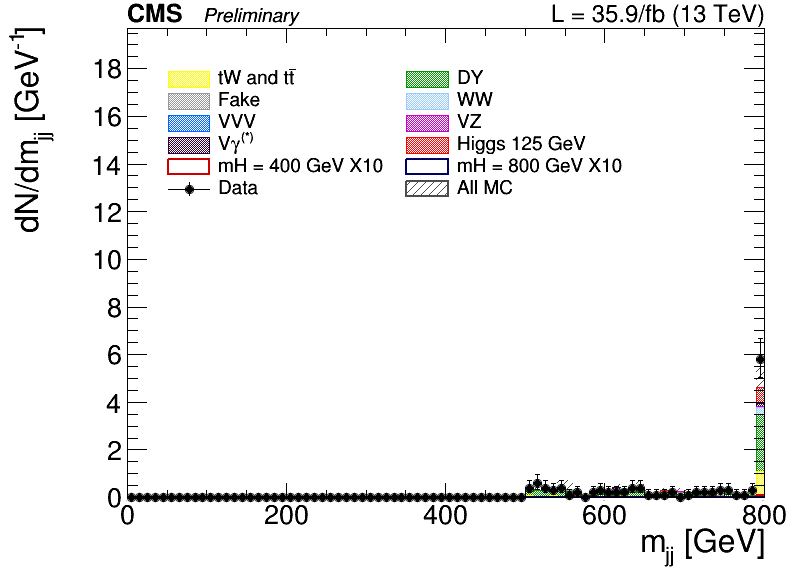 CMS Preliminary L = 35.9/fb (13 TeV)
dN/dm_jj [GeV⁻¹]
18
16
14
12
10
8
6
4
2
0
tW and tt̄ DY
Fake WW
VVV VZ
Vγ⁽*⁾ Higgs 125 GeV
mH = 400 GeV X10 mH = 800 GeV X10
Data All MC
0 200 400 600 800
m_jj [GeV]